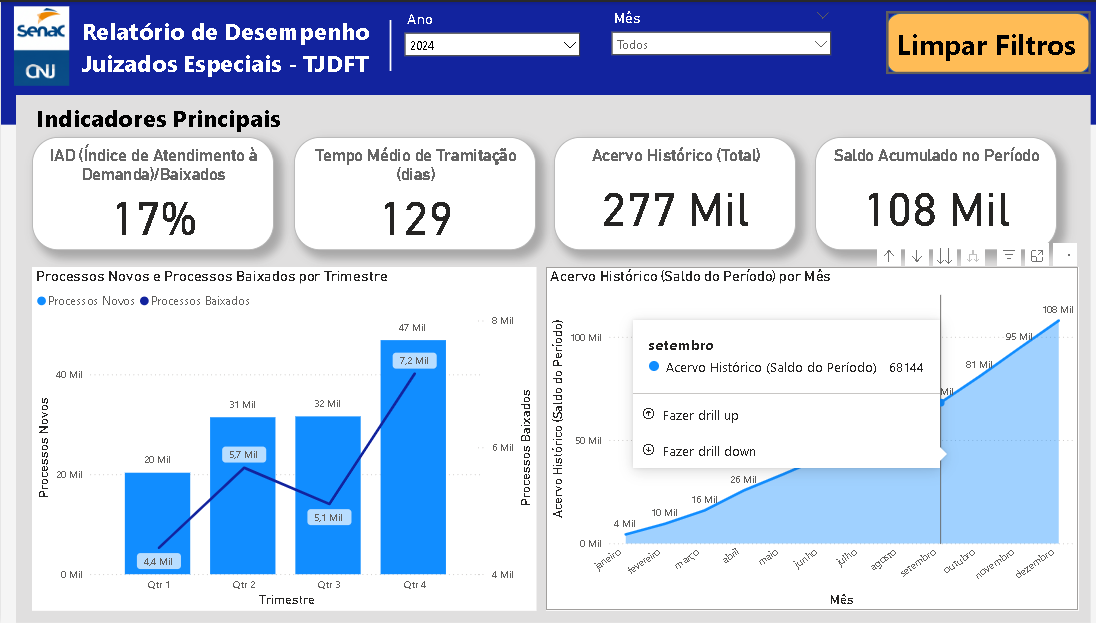 Senac
CNJ
Relatório de Desempenho
Juizados Especiais - TJDFT
Ano
2024
Mês
Todos
Limpar Filtros
Indicadores Principais
IAD (Índice de Atendimento à
Demanda)/Baixados
17%
Tempo Médio de Tramitação
(dias)
129
Acervo Histórico (Total)
277 Mil
Saldo Acumulado no Período
108 Mil
Processos Novos e Processos Baixados por Trimestre
Processos Novos
Processos Baixados
Processos Novos
0 Mil
20 Mil
40 Mil
20 Mil
31 Mil
32 Mil
47 Mil
4,4 Mil
5,7 Mil
5,1 Mil
7,2 Mil
8 Mil
6 Mil
4 Mil
Processos Baixados
Qtr 1
Qtr 2
Qtr 3
Qtr 4
Trimestre
Acervo Histórico (Saldo do Período) por Mês
Acervo Histórico (Saldo do Período)
100 Mil
50 Mil
0 Mil
4 Mil
10 Mil
16 Mil
26 Mil
Mil
81 Mil
95 Mil
108 Mil
setembro
Acervo Histórico (Saldo do Período) 68144
Fazer drill up
Fazer drill down
janeiro
fevereiro
março
abril
maio
junho
julho
agosto
setembro
outubro
novembro
dezembro
Mês